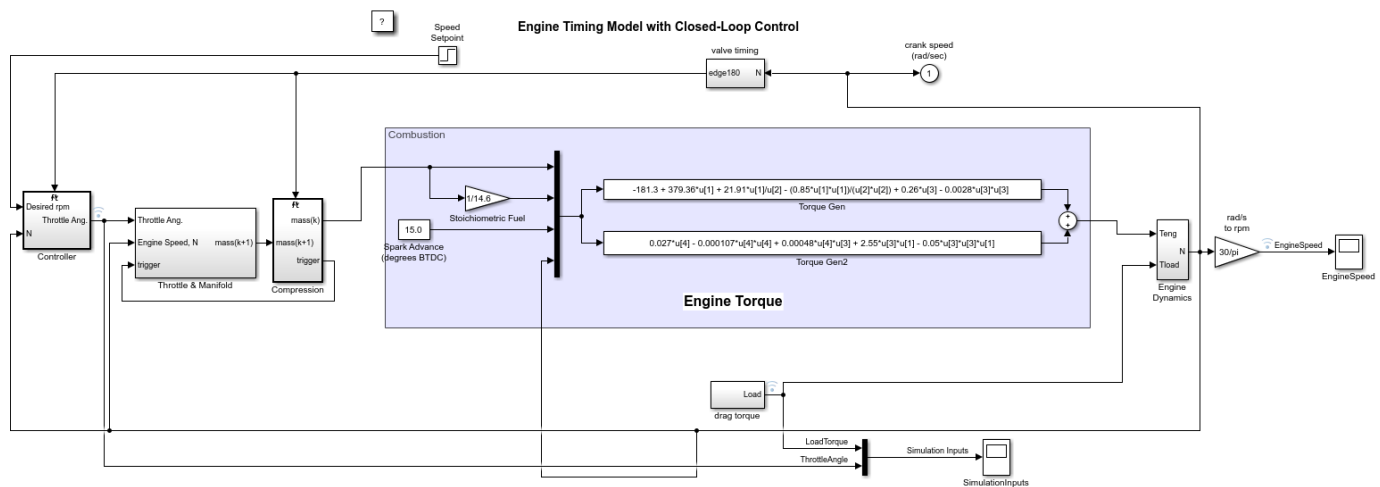 ?
Speed
Setpoint
Engine Timing Model with Closed-Loop Control
valve timing
edge180
N
crank speed
(rad/sec)
1
Combustion
ft
Desired rpm
Throttle Ang.
N
Controller
Throttle Ang.
Engine Speed, N
mass(k+1)
trigger
Throttle & Manifold
ft
mass(k)
mass(k+1)
trigger
Compression
1/14.6
Stoichiometric Fuel
15.0
Spark Advance
(degrees BTDC)
-181.3 + 379.36*u[1] + 21.91*u[1]/u[2] - (0.85*u[1]*u[1])/(u[2]*u[2]) + 0.26*u[3] - 0.0028*u[3]*u[3]
Torque Gen
0.027*u[4] - 0.000107*u[4]*u[4] + 0.00048*u[4]*u[3] + 2.55*u[3]*u[1] - 0.05*u[3]*u[3]*u[1]
Torque Gen2
+
+
Engine Torque
Teng
N
Tload
Engine
Dynamics
rad/s
to rpm
30/pi
EngineSpeed
EngineSpeed
Load
drag torque
LoadTorque
ThrottleAngle
Simulation Inputs
SimulationInputs